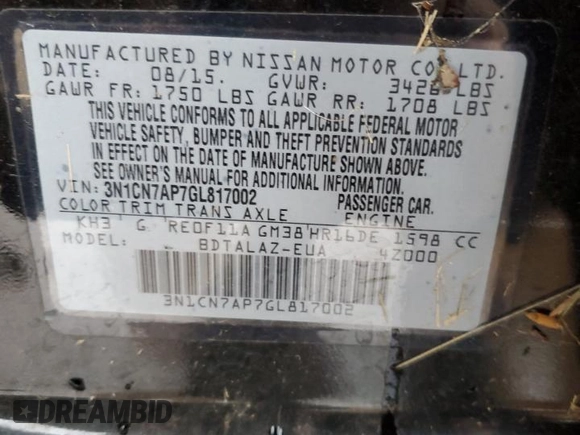 MANUFACTURED BY NISSAN MOTOR CO., LTD.
DATE: 08/15. GVWR: LBS
GAWR FR: 1750 LBS GAWR RR: 1708 LBS
THIS VEHICLE CONFORMS TO ALL APPLICABLE FEDERAL MOTOR
VEHICLE SAFETY, BUMPER AND THEFT PREVENTION STANDARDS
IN EFFECT ON THE DATE OF MANUFACTURE SHOWN ABOVE.
SEE OWNER'S MANUAL FOR ADDITIONAL INFORMATION.
VIN: 3N1CN7AP7GL817002 PASSENGER CAR.
COLOR TRIM TRANS AXLE ENGINE
KH3 G RE0F11A GM38 HR16DE 1598 CC
MODEL: BDTALAZ-EUA 4Z000
3N1CN7AP7GL817002
DREAMBID